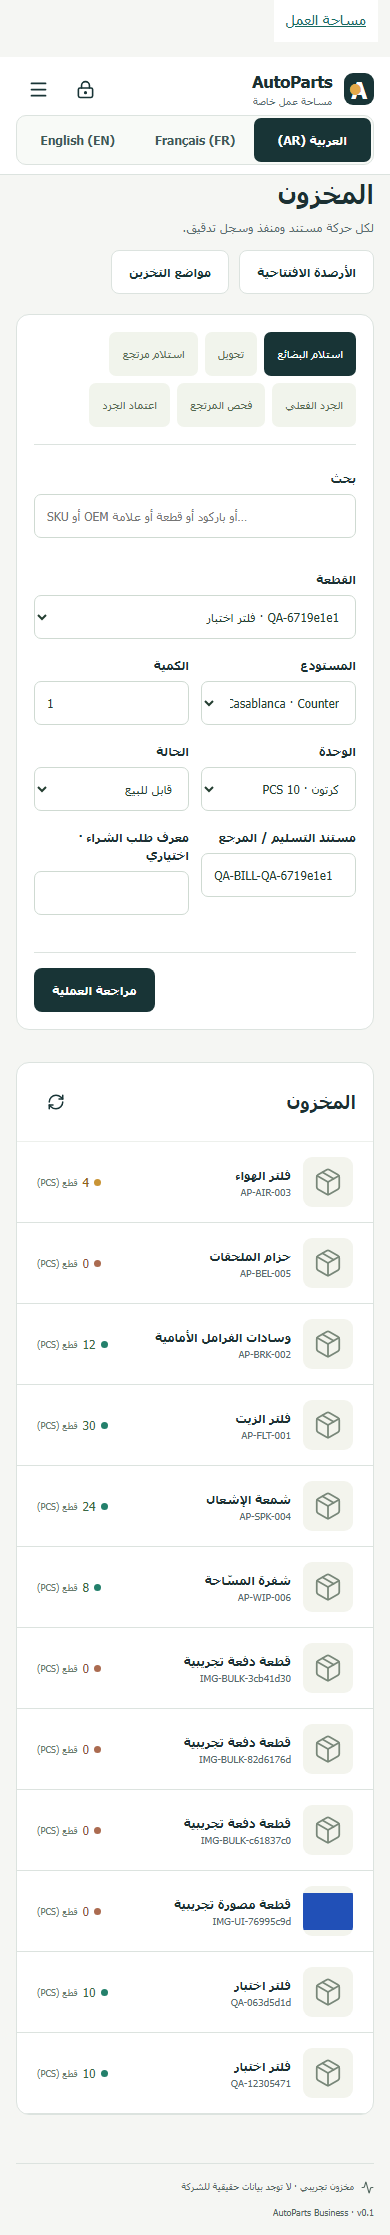 مساحة العمل
AutoParts
مساحة عمل خاصة
العربية (AR)
Français (FR)
English (EN)
المخزون
لكل حركة مستند ومنفذ وسجل تدقيق.
الأرصدة الافتتاحية
مواضع التخزين
استلام البضائع
تحويل
استلام مرتجع
الجرد الفعلي
فحص المرتجع
اعتماد الجرد
بحث
SKU أو OEM أو باركود أو قطعة أو علامة...
القطعة
QA-6719e1e1 · فلتر اختبار
المستودع
الكمية
Casablanca · Counter
1
الوحدة
الحالة
كرتون · 10 PCS
قابل للبيع
مستند التسليم / المرجع
معرف طلب الشراء ·
اختياري
QA-BILL-QA-6719e1e1
مراجعة العملية
المخزون
فلتر الهواء
AP-AIR-003
4 قطع (PCS)
حزام الملحقات
AP-BEL-005
0 قطع (PCS)
وسادات الفرامل الأمامية
AP-BRK-002
12 قطع (PCS)
فلتر الزيت
AP-FLT-001
30 قطع (PCS)
شمعة الإشعال
AP-SPK-004
24 قطع (PCS)
شفرة المسّاحة
AP-WIP-006
8 قطع (PCS)
قطعة دفعة تجريبية
IMG-BULK-3cb41d30
0 قطع (PCS)
قطعة دفعة تجريبية
IMG-BULK-82d6176d
0 قطع (PCS)
قطعة دفعة تجريبية
IMG-BULK-c61837c0
0 قطع (PCS)
قطعة مصورة تجريبية
IMG-UI-76995c9d
0 قطع (PCS)
فلتر اختبار
QA-063d5d1d
10 قطع (PCS)
فلتر اختبار
QA-12305471
10 قطع (PCS)
مخزون تجريبي · لا توجد بيانات حقيقية للشركة
AutoParts Business · v0.1